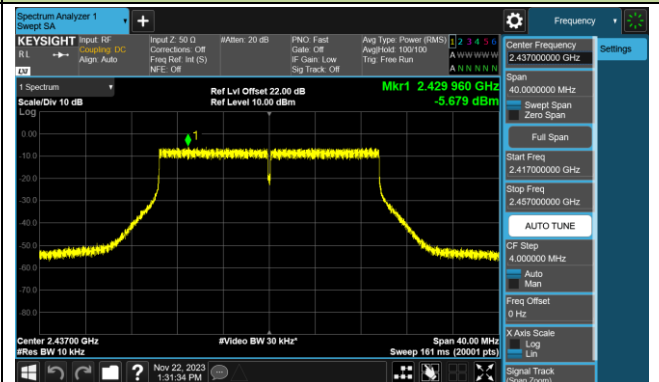 Spectrum Analyzer 1
Swept SA
Frequency
KEYSIGHT
RL
LXI
Input: RF
Coupling: DC
Align: Auto
Input Z: 50 Ω
Corrections: Off
Freq Ref: Int (S)
NFE: Off
#Atten: 20 dB
PNO: Fast
Gate: Off
IF Gain: Low
Sig Track: Off
Avg Type: Power (RMS)
Avg|Hold: 100/100
Trig: Free Run
1 2 3 4 5 6
A W W W W W
A N N N N N
1 Spectrum
Scale/Div 10 dB
Log
Ref Lvl Offset 22.00 dB
Ref Level 10.00 dBm
Mkr1 2.429 960 GHz
-5.679 dBm
1
0.00
-10.0
-20.0
-30.0
-40.0
-50.0
-60.0
-70.0
-80.0
Center 2.43700 GHz
#Res BW 10 kHz
#Video BW 30 kHz*
Span 40.00 MHz
Sweep 161 ms (20001 pts)
Nov 22, 2023
1:31:34 PM
Center Frequency
2.437000000 GHz
Settings
Span
40.0000000 MHz
Swept Span
Zero Span
Full Span
Start Freq
2.417000000 GHz
Stop Freq
2.457000000 GHz
AUTO TUNE
CF Step
4.000000 MHz
Auto
Man
Freq Offset
0 Hz
X Axis Scale
Log
Lin
Signal Track
(Span Zoom)